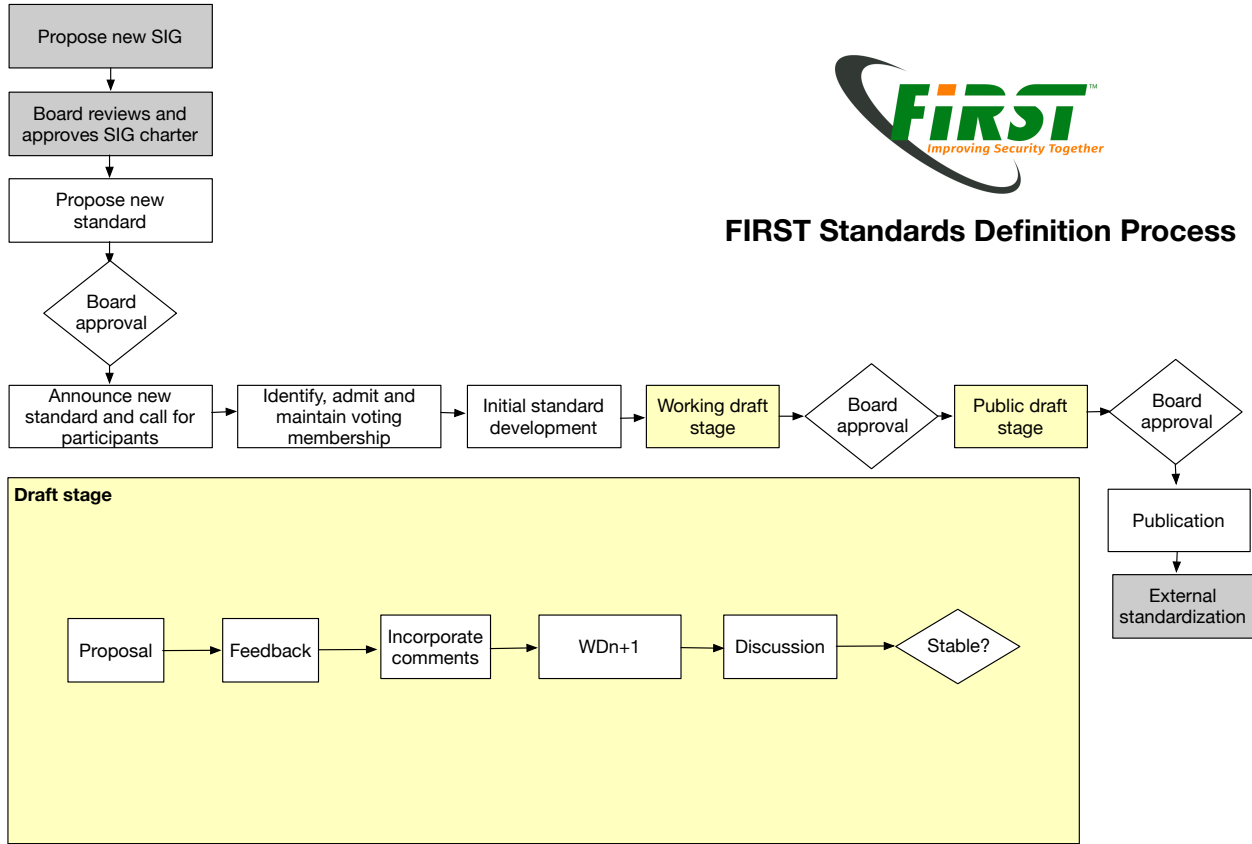 Propose new SIG
Board reviews and
approves SIG charter
Propose new
standard
Board
approval
FiRST™
Improving Security Together
FIRST Standards Definition Process
Announce new
standard and call for
participants
Identify, admit and
maintain voting
membership
Initial standard
development
Working draft
stage
Board
approval
Public draft
stage
Board
approval
Publication
External
standardization
Draft stage
Proposal
Feedback
Incorporate
comments
WDn+1
Discussion
Stable?